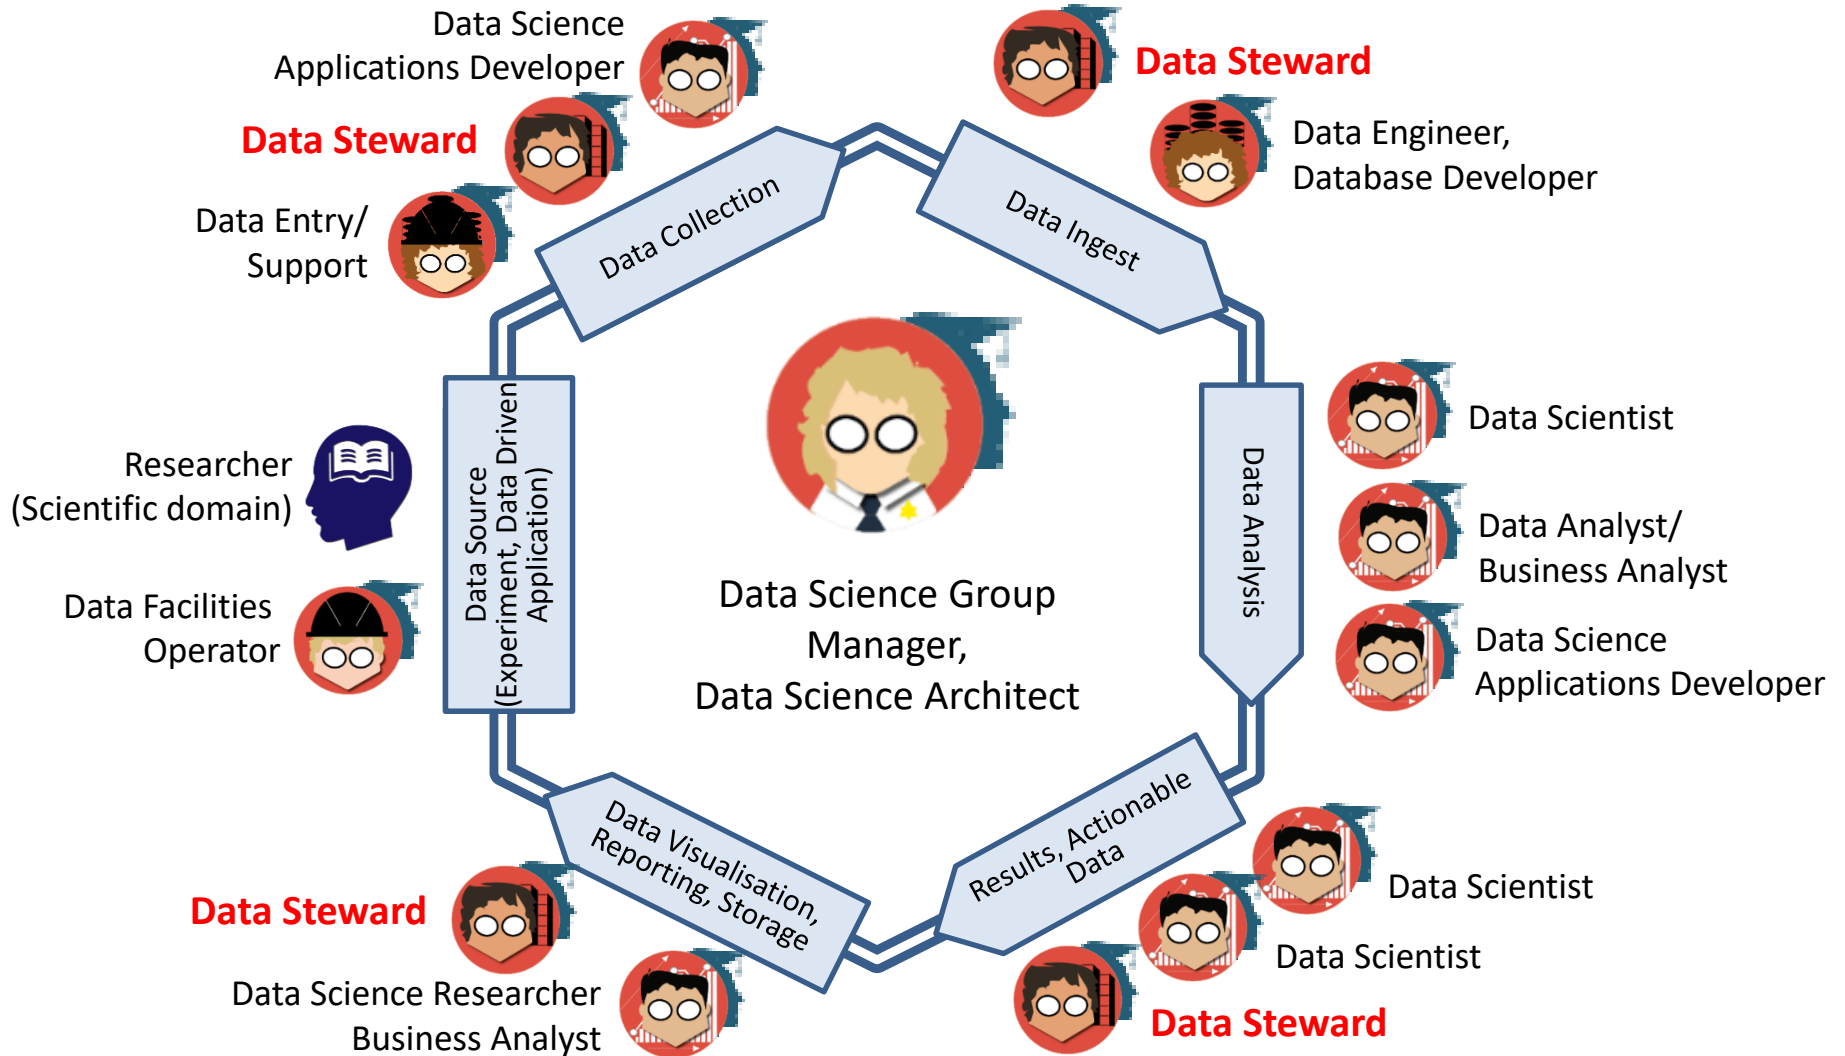 Data Science
Applications Developer
Data Steward
Data Entry/
Support
Data Steward
Data Engineer,
Database Developer
Data Collection
Data Ingest
Researcher
(Scientific domain)
Data Facilities
Operator
Data Source
(Experiment, Data Driven
Application)
Data Science Group
Manager,
Data Science Architect
Data Analysis
Data Scientist
Data Analyst/
Business Analyst
Data Science
Applications Developer
Data Visualisation,
Reporting, Storage
Results, Actionable
Data
Data Steward
Data Science Researcher
Business Analyst
Data Scientist
Data Scientist
Data Steward